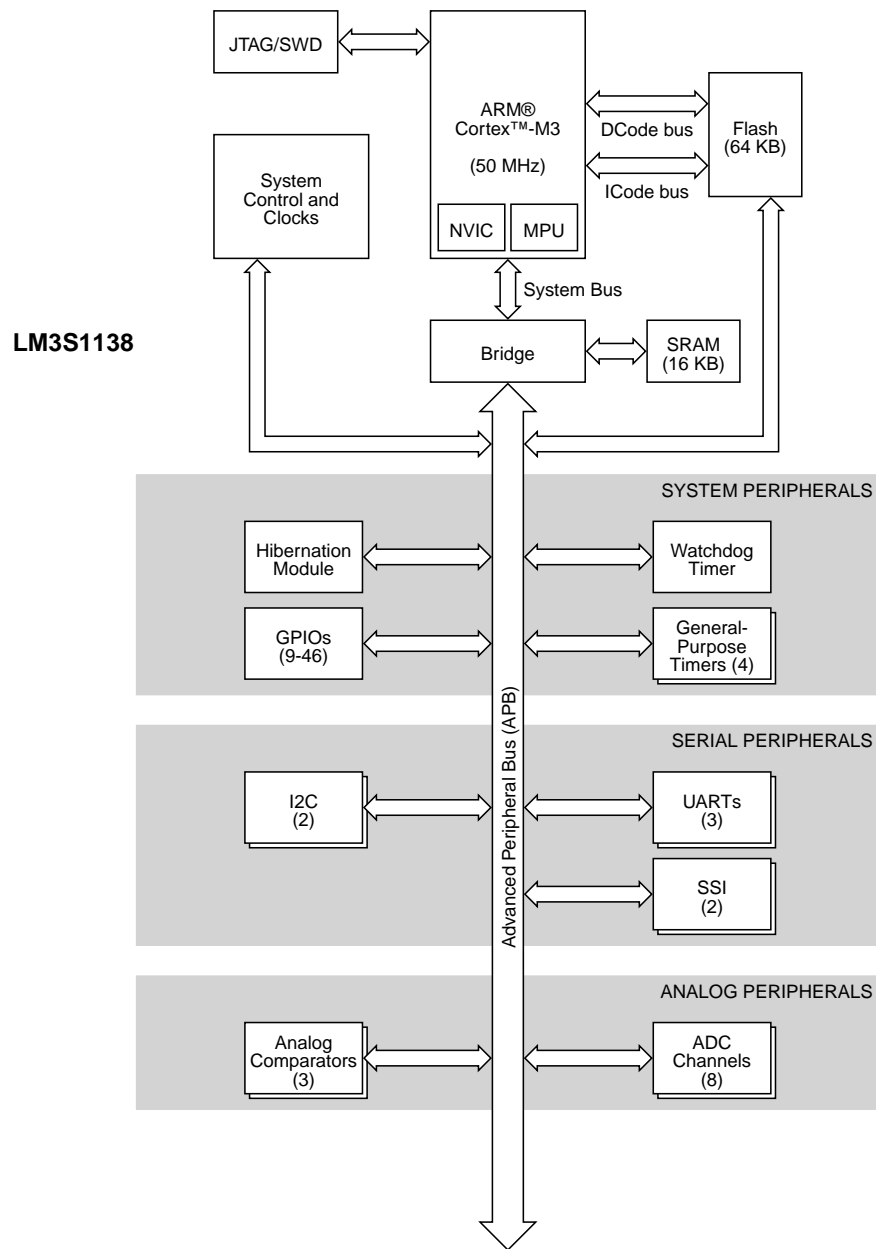 JTAG/SWD
ARM®
Cortex™-M3
(50 MHz)
NVIC
MPU
DCode bus
ICode bus
Flash
(64 KB)
System
Control and
Clocks
System Bus
LM3S1138
Bridge
SRAM
(16 KB)
SYSTEM PERIPHERALS
Hibernation
Module
Watchdog
Timer
GPIOs
(9-46)
General-
Purpose
Timers (4)
Advanced Peripheral Bus (APB)
SERIAL PERIPHERALS
I2C
(2)
UARTs
(3)
SSI
(2)
ANALOG PERIPHERALS
Analog
Comparators
(3)
ADC
Channels
(8)